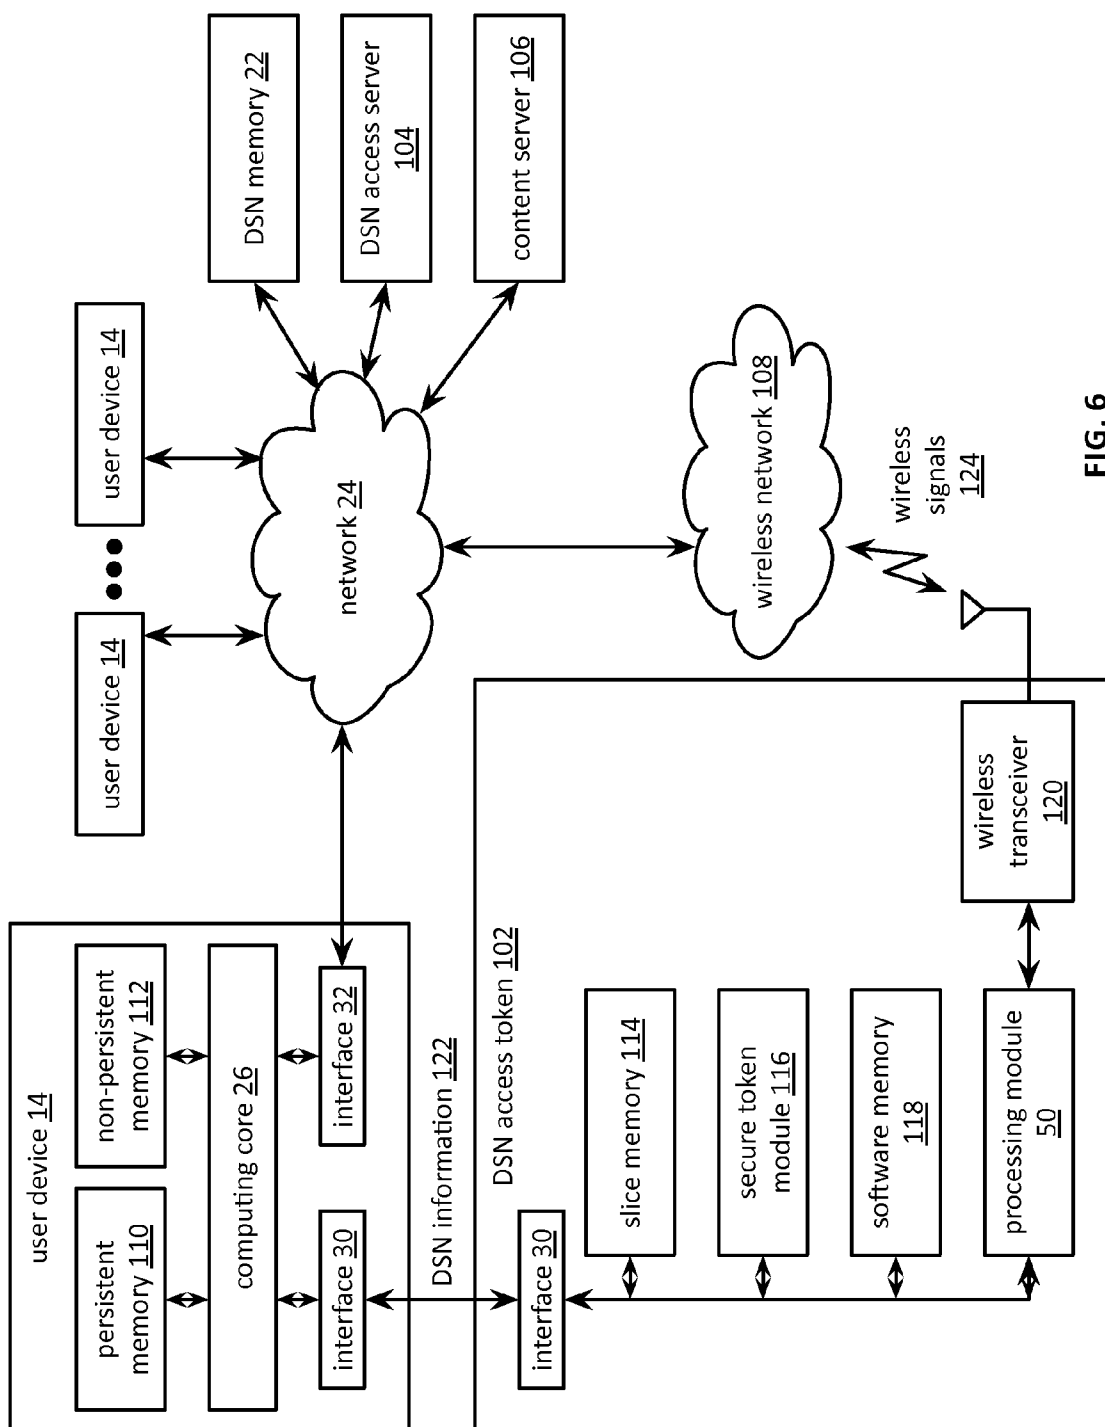 user device 14
persistent
memory 110
non-persistent
memory 112
computing core 26
interface 30
interface 32
user device 14
user device 14
network 24
DSN memory 22
DSN access server
104
content server 106
DSN information 122
DSN access token 102
interface 30
slice memory 114
secure token
module 116
software memory
118
processing module
50
wireless
transceiver
120
wireless network 108
wireless
signals
124
FIG. 6